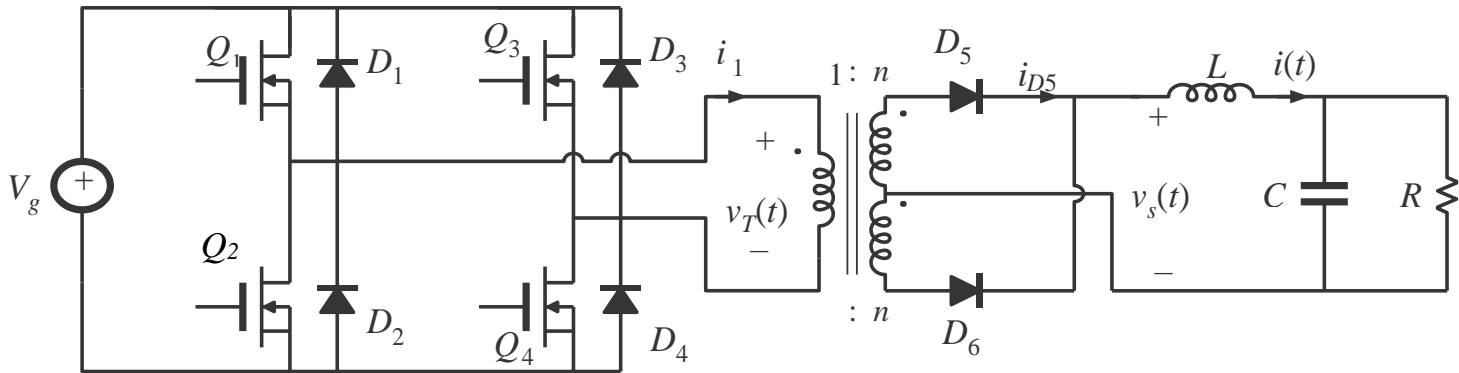 Q1
D1
Q3
D3
i1
1 : n
D5
iD5
L
i(t)
Vg
+
+
vT(t)
−
+
vs(t)
−
C
R
Q2
D2
Q4
D4
: n
D6